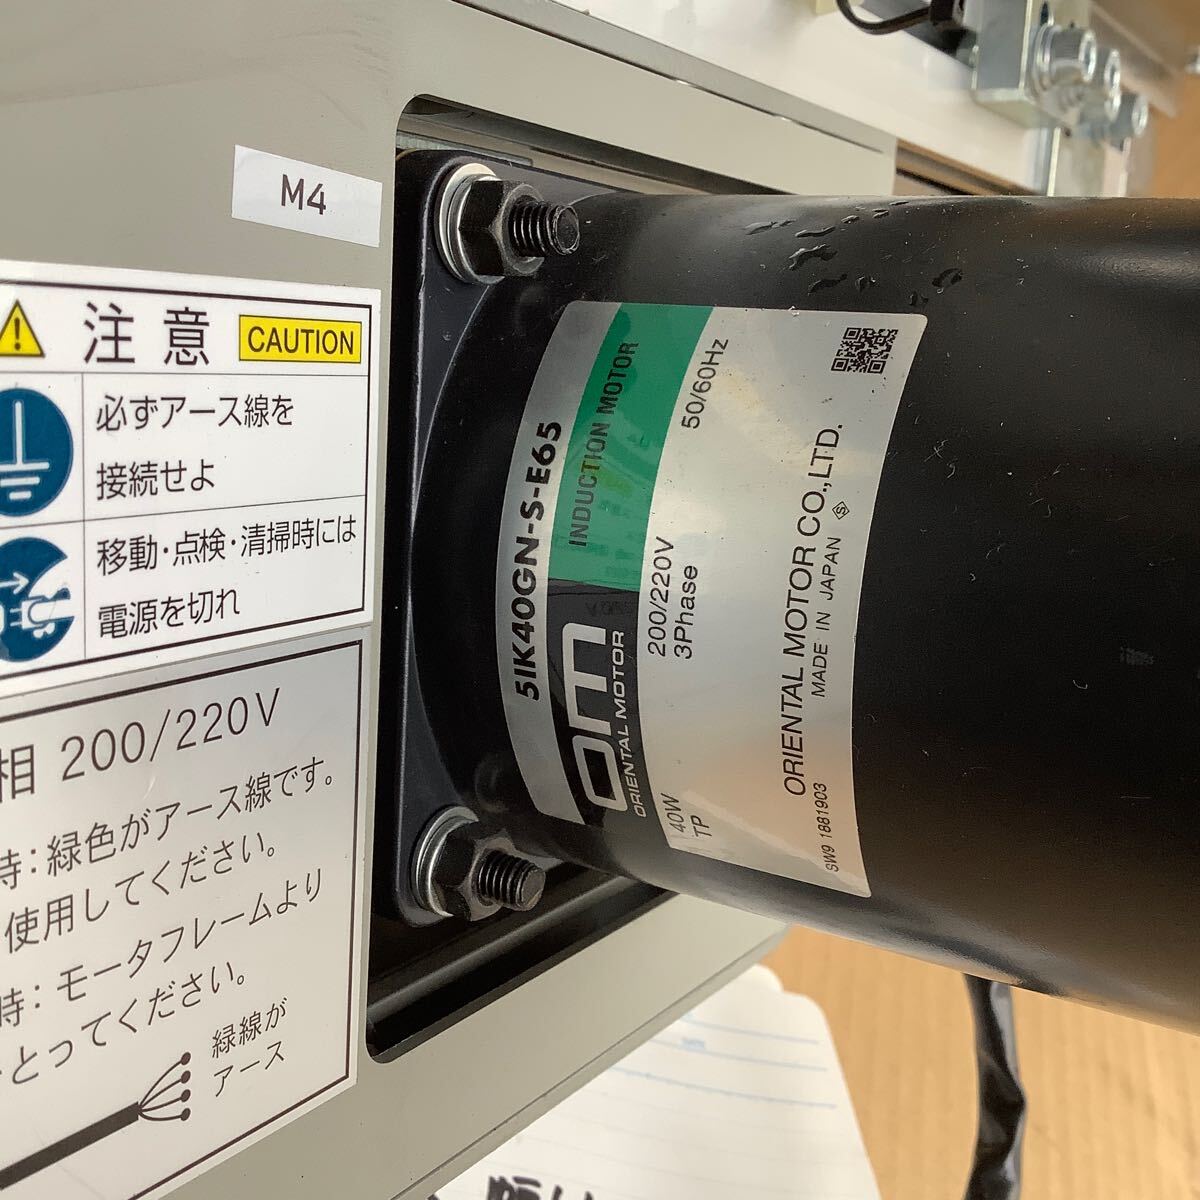 M4
注意 CAUTION
必ずアース線を
接続せよ
移動・点検・清掃時には
電源を切れ
相 200/220V
時：緑色がアース線です。
使用してください。
時：モータフレームより
とってください。
緑線が
アース
5IK40GN-S-E65
INDUCTION MOTOR
om
ORIENTAL MOTOR
200/220V 50/60Hz
3Phase
40W
TP
ORIENTAL MOTOR CO.,LTD.
MADE IN JAPAN
SW9 1881903